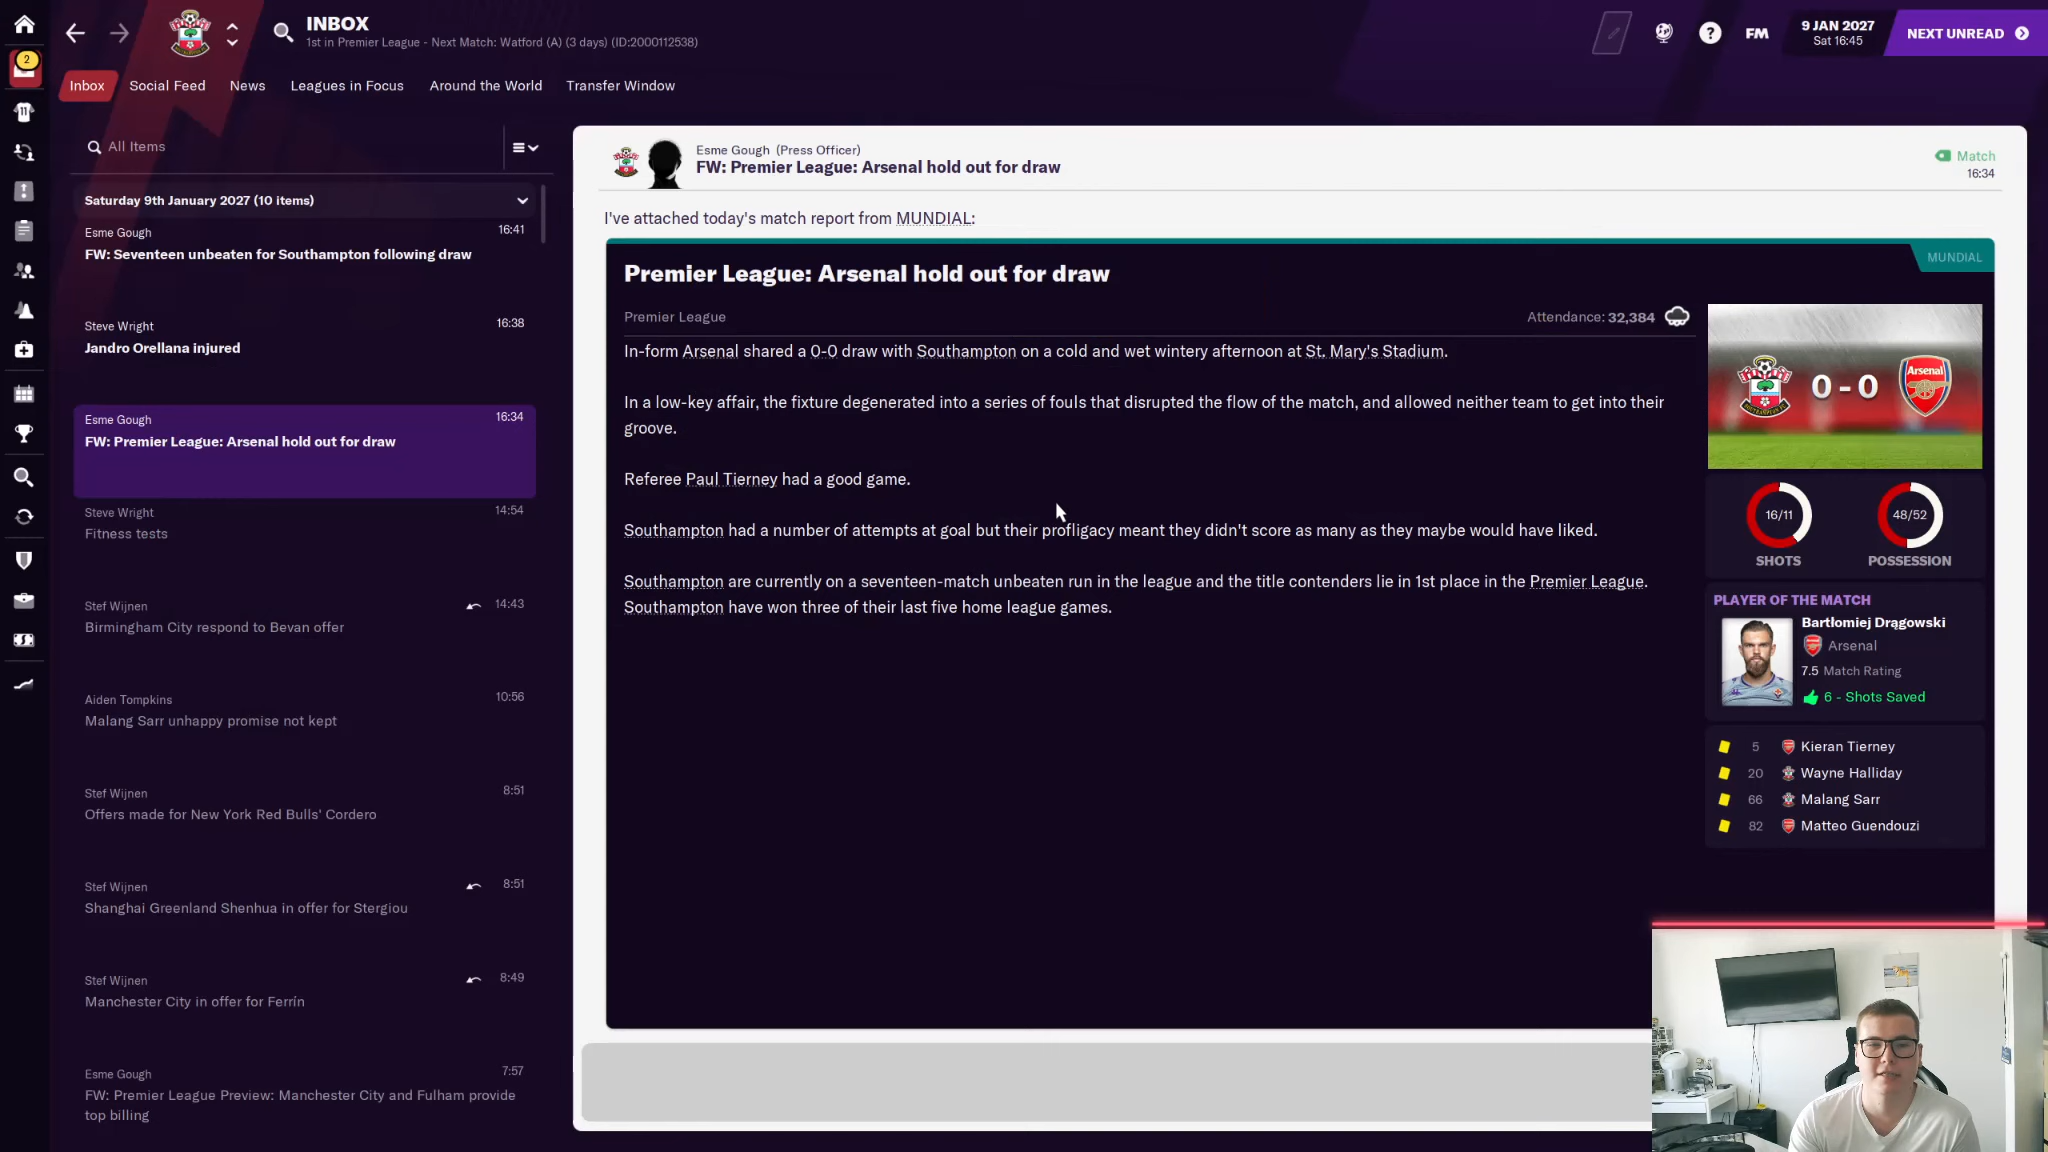 INBOX
1st in Premier League - Next Match: Watford (A) (3 days) (ID:2000112538)
FM
9 JAN 2027
Sat 16:45
NEXT UNREAD
2
Inbox
Social Feed
News
Leagues in Focus
Around the World
Transfer Window
All Items
Saturday 9th January 2027 (10 items)
Esme Gough 16:41
FW: Seventeen unbeaten for Southampton following draw
Steve Wright 16:38
Jandro Orellana injured
Esme Gough 16:34
FW: Premier League: Arsenal hold out for draw
Steve Wright 14:54
Fitness tests
Stef Wijnen 14:43
Birmingham City respond to Bevan offer
Aiden Tompkins 10:56
Malang Sarr unhappy promise not kept
Stef Wijnen 8:51
Offers made for New York Red Bulls' Cordero
Stef Wijnen 8:51
Shanghai Greenland Shenhua in offer for Stergiou
Stef Wijnen 8:49
Manchester City in offer for Ferrín
Esme Gough 7:57
FW: Premier League Preview: Manchester City and Fulham provide
top billing
Esme Gough (Press Officer)
FW: Premier League: Arsenal hold out for draw
Match
16:34
I've attached today's match report from MUNDIAL:
MUNDIAL
Premier League: Arsenal hold out for draw
Premier League
Attendance: 32,384
In-form Arsenal shared a 0-0 draw with Southampton on a cold and wet wintery afternoon at St. Mary's Stadium.
In a low-key affair, the fixture degenerated into a series of fouls that disrupted the flow of the match, and allowed neither team to get into their
groove.
Referee Paul Tierney had a good game.
Southampton had a number of attempts at goal but their profligacy meant they didn't score as many as they maybe would have liked.
Southampton are currently on a seventeen-match unbeaten run in the league and the title contenders lie in 1st place in the Premier League.
Southampton have won three of their last five home league games.
0 - 0
Arsenal
16/11
SHOTS
48/52
POSSESSION
PLAYER OF THE MATCH
Bartłomiej Drągowski
Arsenal
7.5 Match Rating
6 - Shots Saved
5 Kieran Tierney
20 Wayne Halliday
66 Malang Sarr
82 Matteo Guendouzi